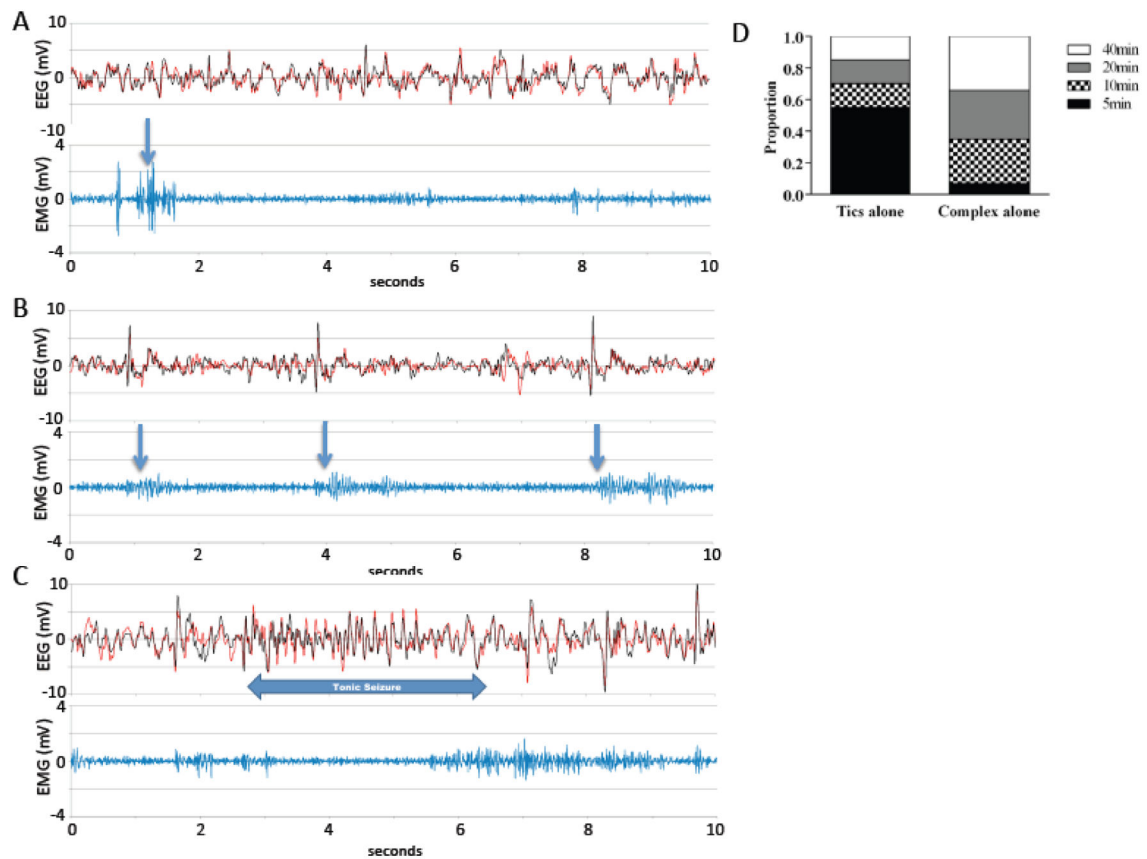 A
10
EEG (mV)
0
-10
4
EMG (mV)
0
-4
0 2 4 6 8 10
seconds
B
10
EEG (mV)
0
-10
4
EMG (mV)
0
-4
0 2 4 6 8 10
seconds
C
10
EEG (mV)
0
-10
Tonic Seizure
4
EMG (mV)
0
-4
0 2 4 6 8 10
seconds
D
1.0
0.8
0.6
0.4
0.2
0.0
Proportion
Tics alone Complex alone
40min
20min
10min
5min